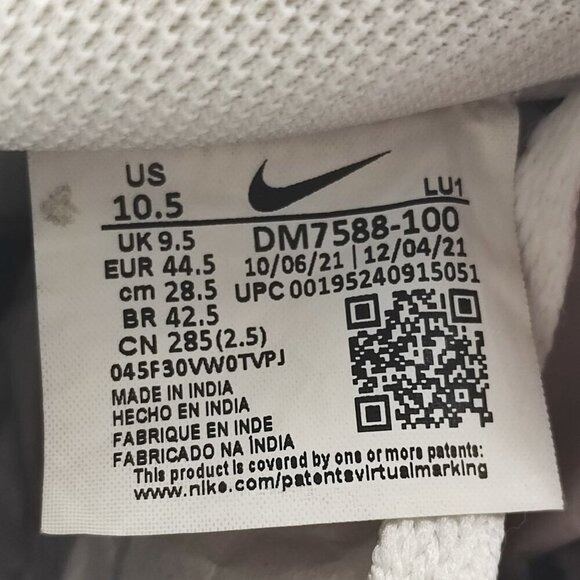 US
10.5
LU1
UK 9.5
DM7588-100
EUR 44.5
10/06/21 | 12/04/21
cm 28.5
UPC 00195240915051
BR 42.5
CN 285(2.5)
045F30VW0TVPJ
MADE IN INDIA
HECHO EN INDIA
FABRIQUE EN INDE
FABRICADO NA ÍNDIA
This product is covered by one or more patents:
www.nike.com/patentsvirtualmarking